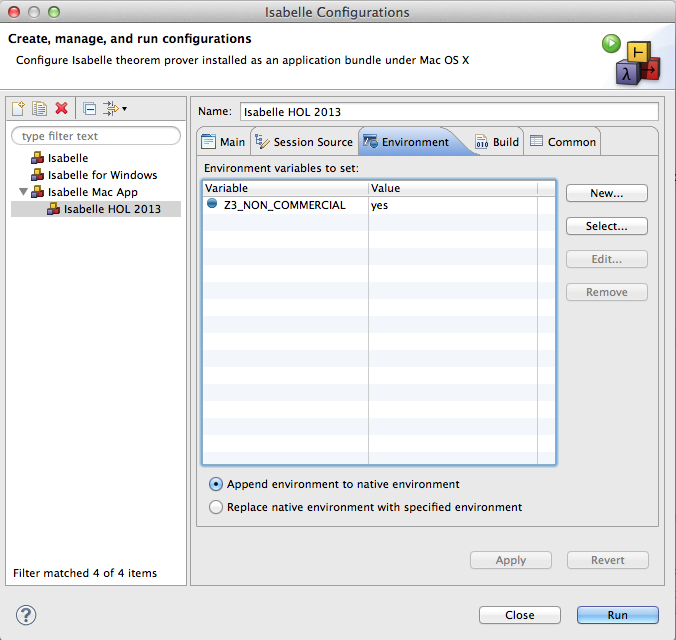 Isabelle Configurations
Create, manage, and run configurations
Configure Isabelle theorem prover installed as an application bundle under Mac OS X
type filter text
Isabelle
Isabelle for Windows
Isabelle Mac App
Isabelle HOL 2013
Filter matched 4 of 4 items
Name: Isabelle HOL 2013
Main Session Source Environment Build Common
Environment variables to set:
Variable Value
Z3_NON_COMMERCIAL yes
New...
Select...
Edit...
Remove
Append environment to native environment
Replace native environment with specified environment
Apply Revert
? Close Run